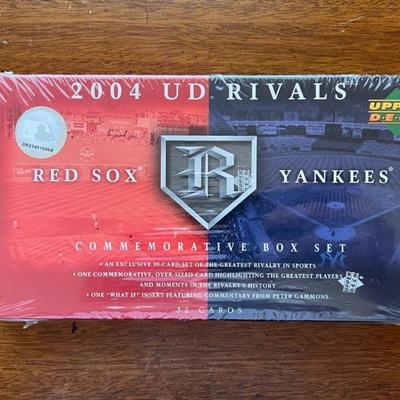 2004 UD RIVALS
UPPER DEC
RED SOX®
R
YANKEES®
COMMEMORATIVE BOX SET
• AN EXCLUSIVE 30-CARD SET OF THE GREATEST RIVALRY IN SPORTS
• ONE COMMEMORATIVE, OVER-SIZED CARD HIGHLIGHTING THE GREATEST PLAYERS
AND MOMENTS IN THE RIVALRY'S HISTORY
• ONE "WHAT IF" INSERT FEATURING COMMENTARY FROM PETER GAMMONS
32 CARDS